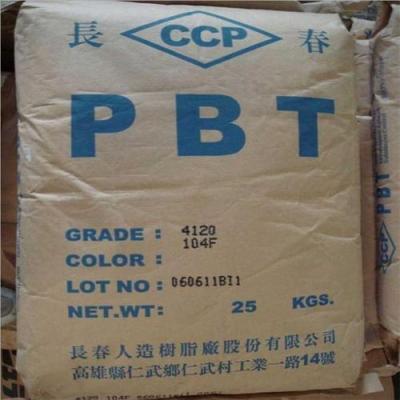 長 CCP 春
PBT
GRADE : 4120
104F
COLOR :
LOT NO : 060611BI1
NET.WT: 25 KGS.
長春人造樹脂廠股份有限公司
高雄縣仁武鄉仁武村工業一路14號
PBT